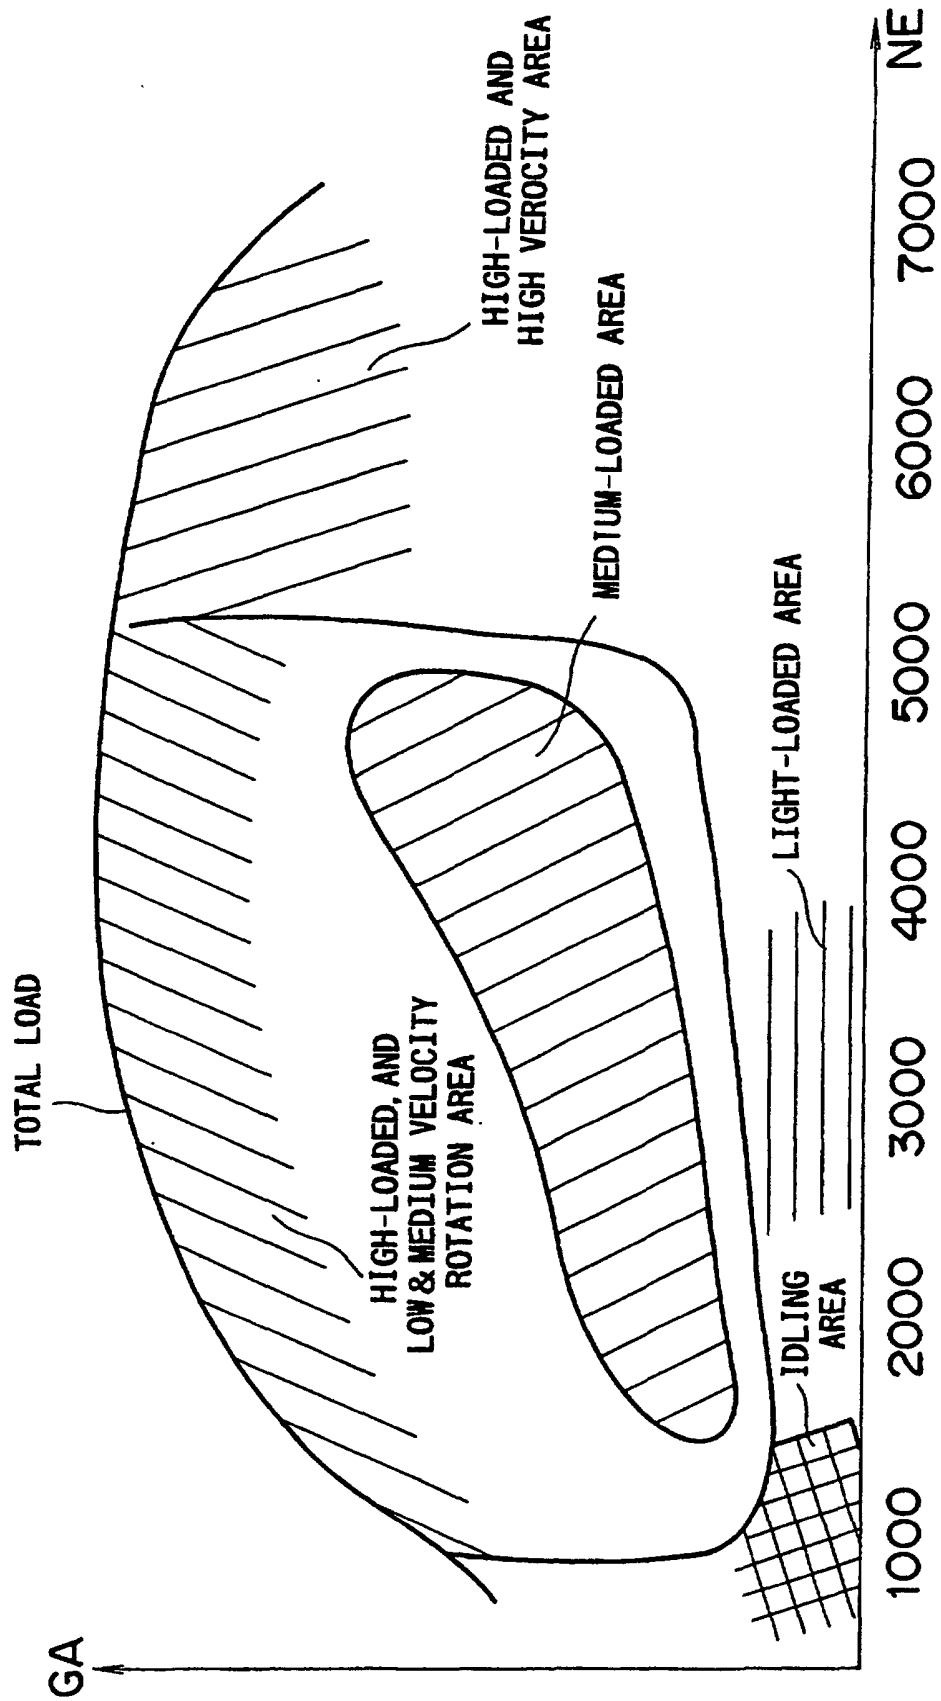 GA
TOTAL LOAD
HIGH-LOADED, AND
LOW & MEDIUM VELOCITY
ROTATION AREA
HIGH-LOADED AND
HIGH VEROCITY AREA
MEDIUM-LOADED AREA
LIGHT-LOADED AREA
IDLING
AREA
1000
2000
3000
4000
5000
6000
7000
NE